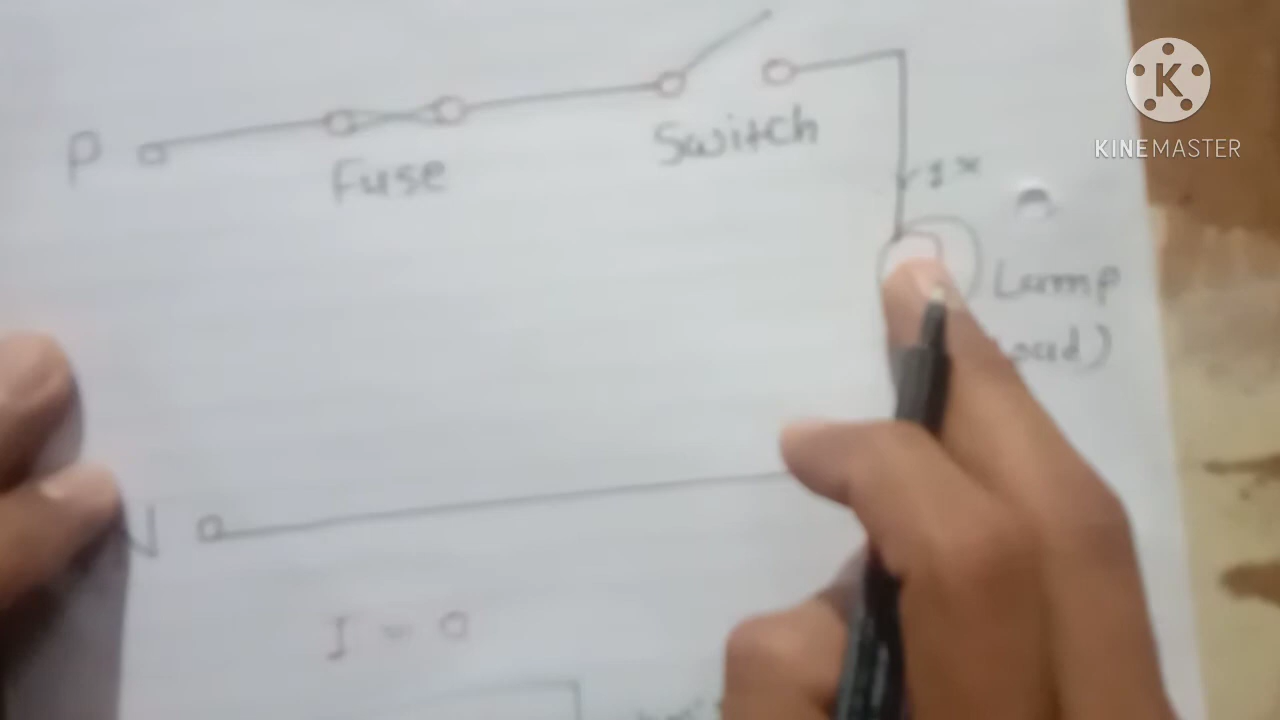 P
Fuse
Switch
Lamp
N
I = 0
K
KINEMASTER